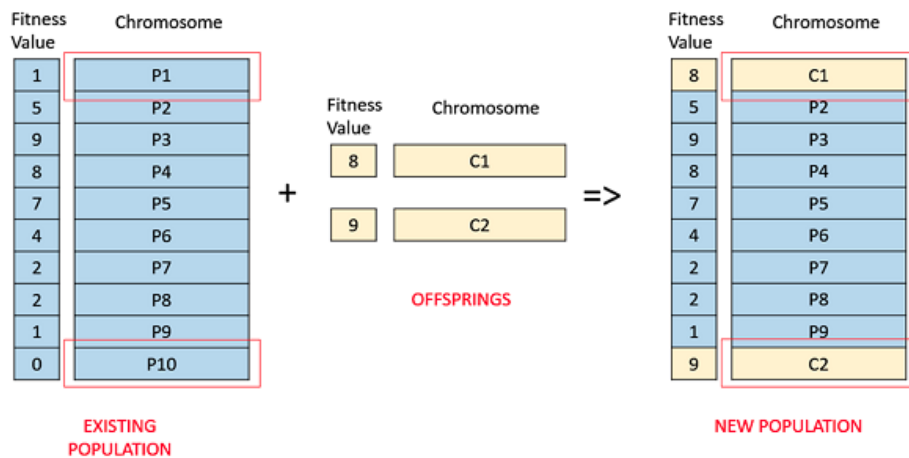 Fitness
Value
Chromosome
1 P1
5 P2
9 P3
8 P4
7 P5
4 P6
2 P7
2 P8
1 P9
0 P10
EXISTING
POPULATION
+
Fitness
Value
Chromosome
8 C1
9 C2
OFFSPRINGS
=>
Fitness
Value
Chromosome
8 C1
5 P2
9 P3
8 P4
7 P5
4 P6
2 P7
2 P8
1 P9
9 C2
NEW POPULATION